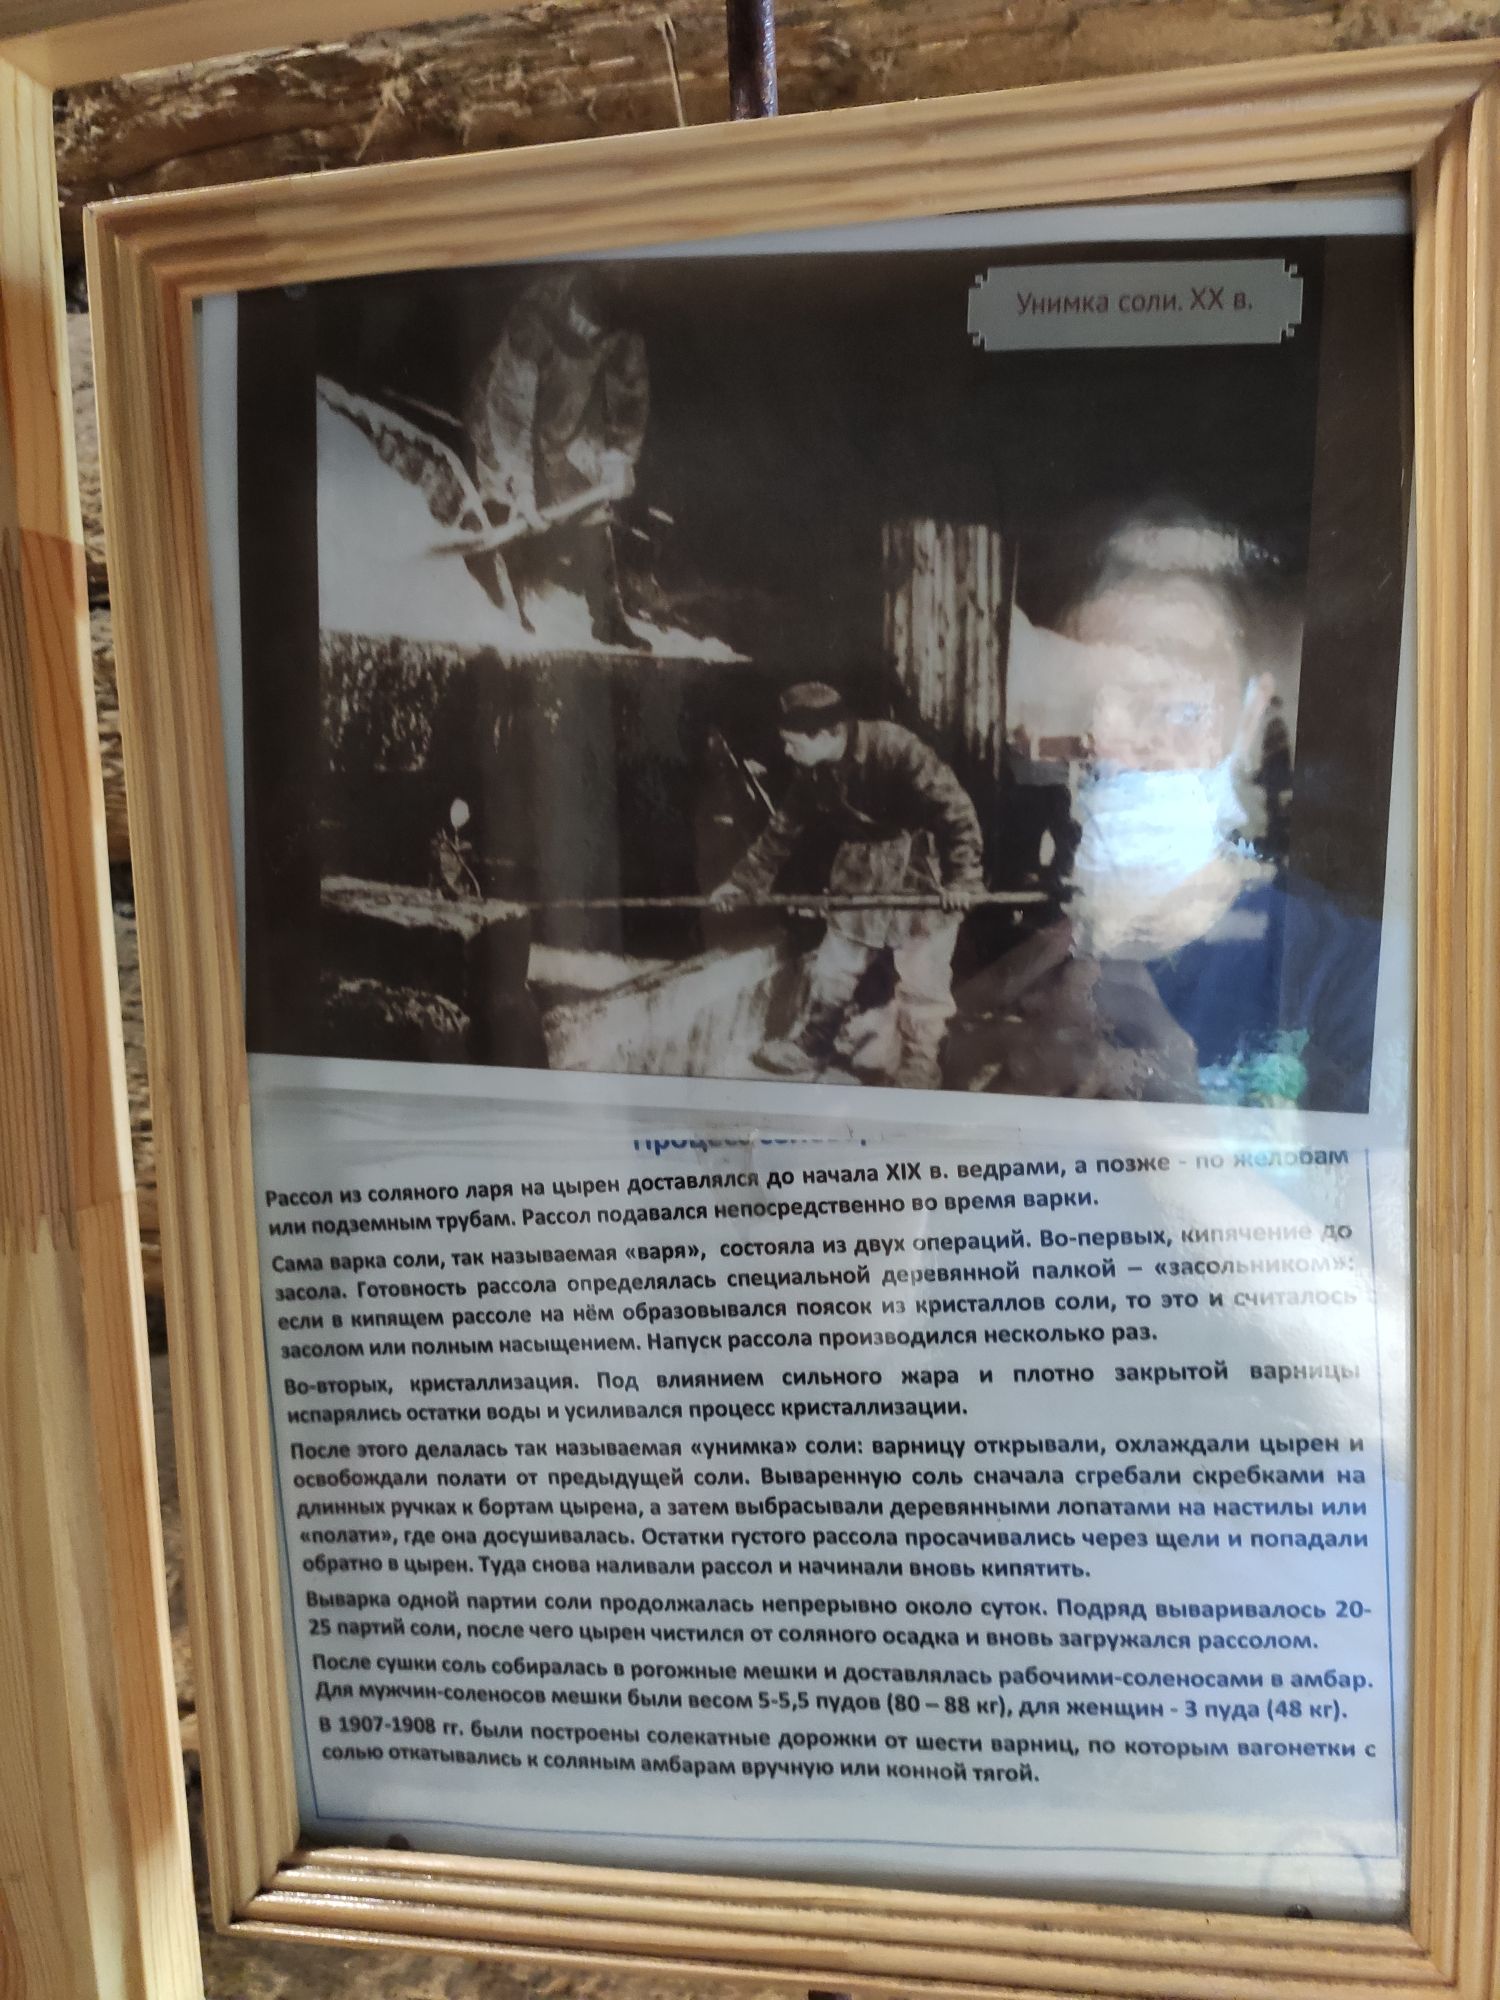 Унимка соли. XX в.
Процесс
Рассол из соляного ларя на цырен доставлялся до начала XIX в. ведрами, а позже - по желобам
или подземным трубам. Рассол подавался непосредственно во время варки.
Сама варка соли, так называемая «варя», состояла из двух операций. Во-первых, кипячение до
засола. Готовность рассола определялась специальной деревянной палкой – «засольником»:
если в кипящем рассоле на нём образовывался поясок из кристаллов соли, то это и считалось
засолом или полным насыщением. Напуск рассола производился несколько раз.
Во-вторых, кристаллизация. Под влиянием сильного жара и плотно закрытой варницы
испарялись остатки воды и усиливался процесс кристаллизации.
После этого делалась так называемая «унимка» соли: варницу открывали, охлаждали цырен и
освобождали полати от предыдущей соли. Вываренную соль сначала сгребали скребками на
длинных ручках к бортам цырена, а затем выбрасывали деревянными лопатами на настилы или
«полати», где она досушивалась. Остатки густого рассола просачивались через щели и попадали
обратно в цырен. Туда снова наливали рассол и начинали вновь кипятить.
Выварка одной партии соли продолжалась непрерывно около суток. Подряд вываривалось 20-
25 партий соли, после чего цырен чистился от соляного осадка и вновь загружался рассолом.
После сушки соль собиралась в рогожные мешки и доставлялась рабочими-соленосами в амбар.
Для мужчин-соленосов мешки были весом 5-5,5 пудов (80 – 88 кг), для женщин - 3 пуда (48 кг).
В 1907-1908 гг. были построены солекатные дорожки от шести варниц, по которым вагонетки с
солью откатывались к соляным амбарам вручную или конной тягой.